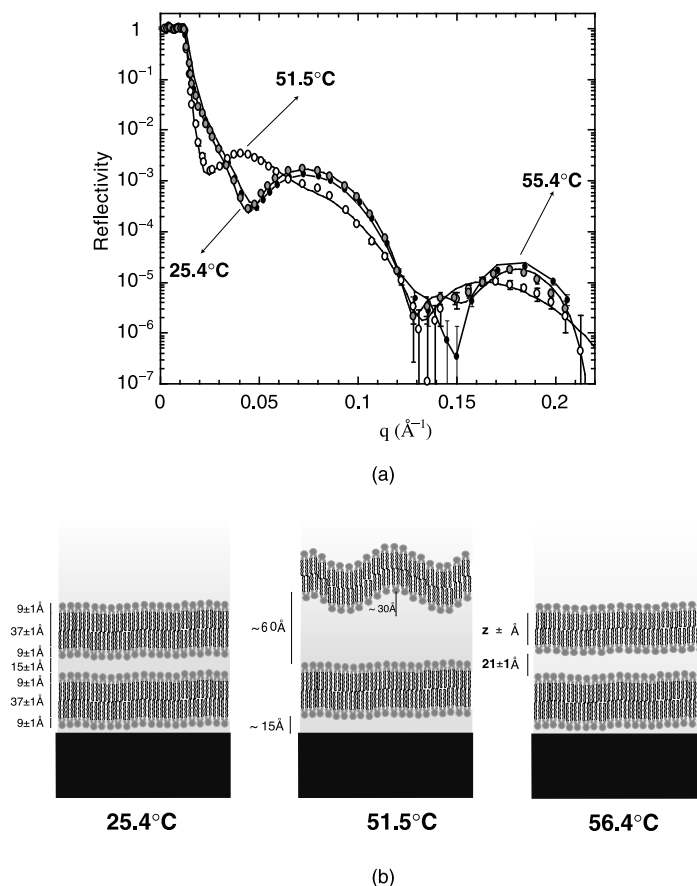 (a)
1
10⁻¹
10⁻²
10⁻³
10⁻⁴
10⁻⁵
10⁻⁶
10⁻⁷
Reflectivity
51.5°C
55.4°C
25.4°C
0 0.05 0.1 0.15 0.2
q (Å⁻¹)
(a)
9±1Å
37±1Å
9±1Å
15±1Å
9±1Å
37±1Å
9±1Å
~60Å
~30Å
~15Å
z ± Å
21±1Å
25.4°C 51.5°C 56.4°C
(b)